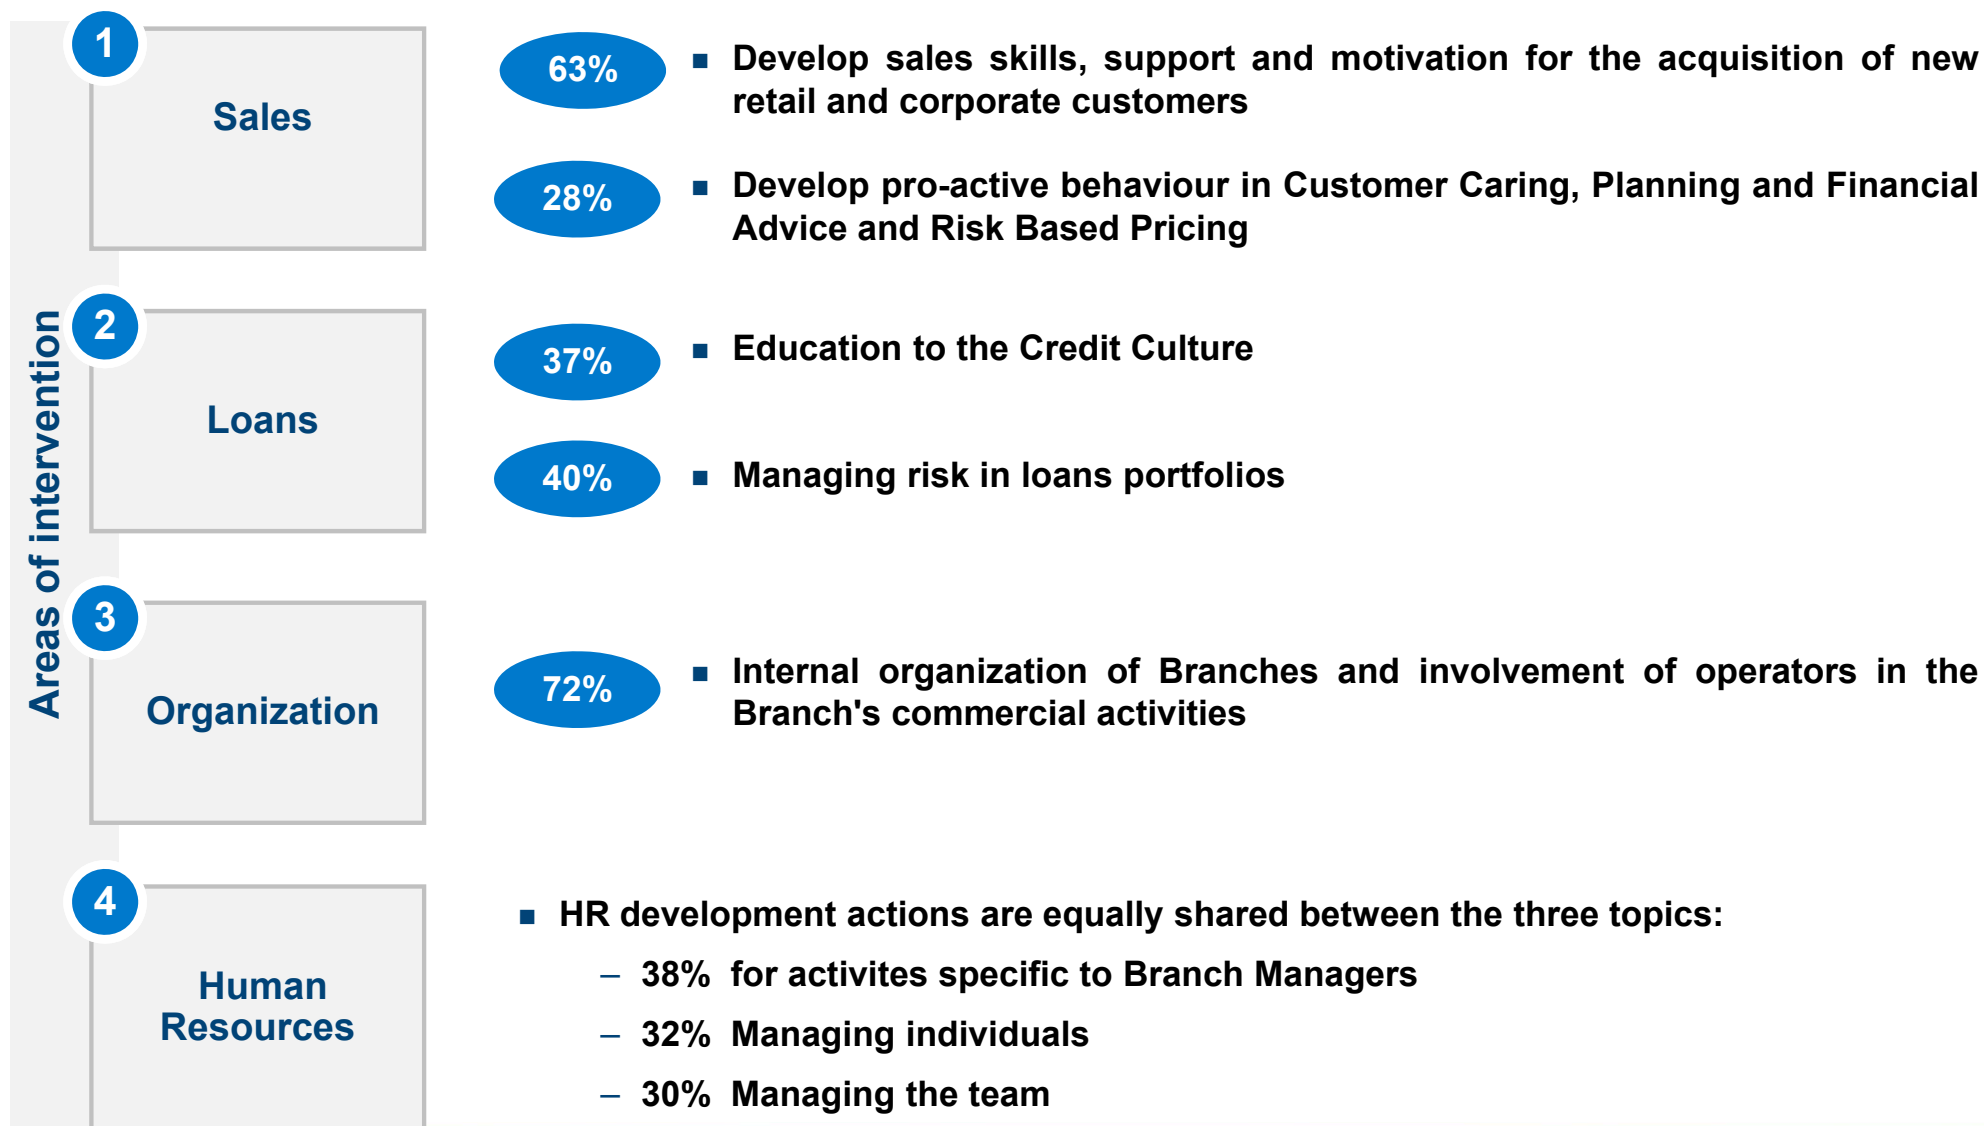 Areas of intervention
1
Sales
63%
▪ Develop sales skills, support and motivation for the acquisition of new
retail and corporate customers
28%
▪ Develop pro-active behaviour in Customer Caring, Planning and Financial
Advice and Risk Based Pricing
2
Loans
37%
▪ Education to the Credit Culture
40%
▪ Managing risk in loans portfolios
3
Organization
72%
▪ Internal organization of Branches and involvement of operators in the
Branch's commercial activities
4
Human
Resources
▪ HR development actions are equally shared between the three topics:
– 38% for activites specific to Branch Managers
– 32% Managing individuals
– 30% Managing the team